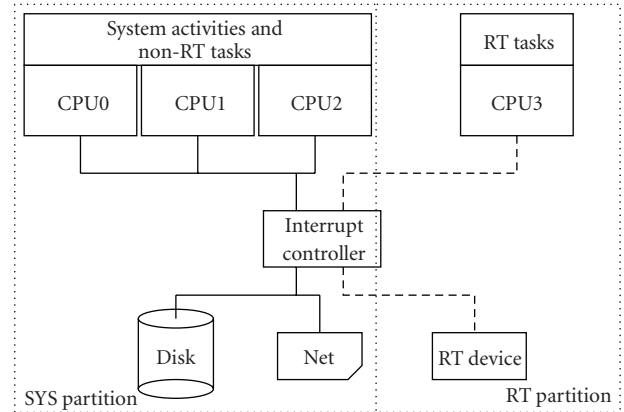 System activities and
non-RT tasks
RT tasks
CPU0
CPU1
CPU2
CPU3
Interrupt
controller
Disk
Net
RT device
SYS partition
RT partition